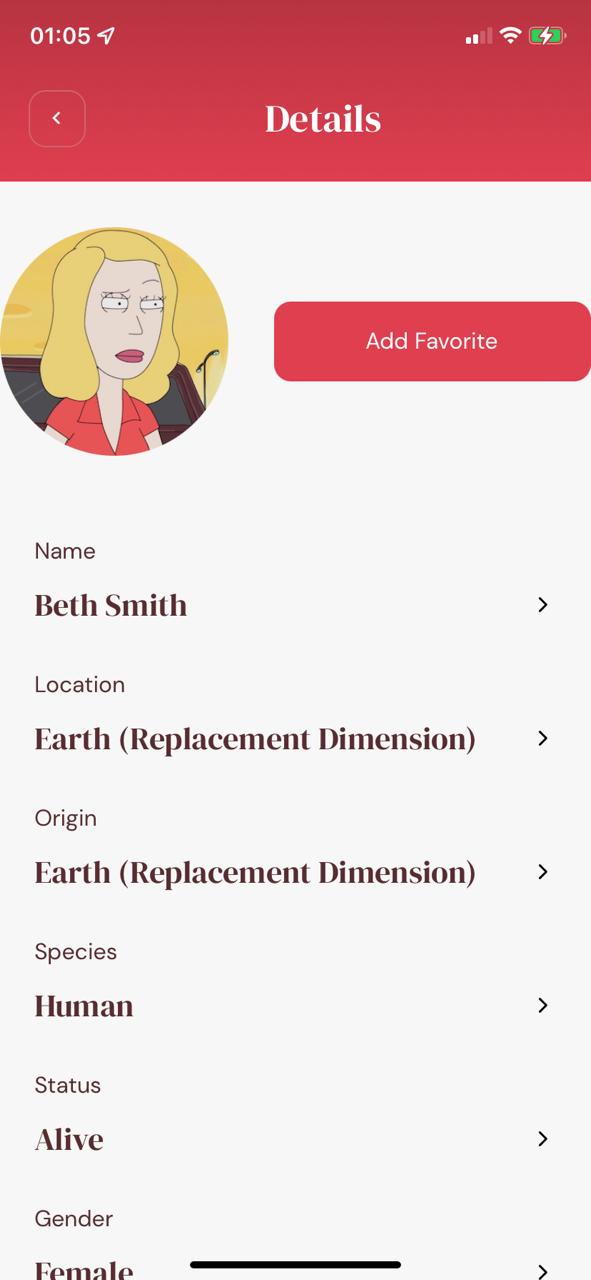 01:05
Details
Add Favorite
Name
Beth Smith
Location
Earth (Replacement Dimension)
Origin
Earth (Replacement Dimension)
Species
Human
Status
Alive
Gender
Female